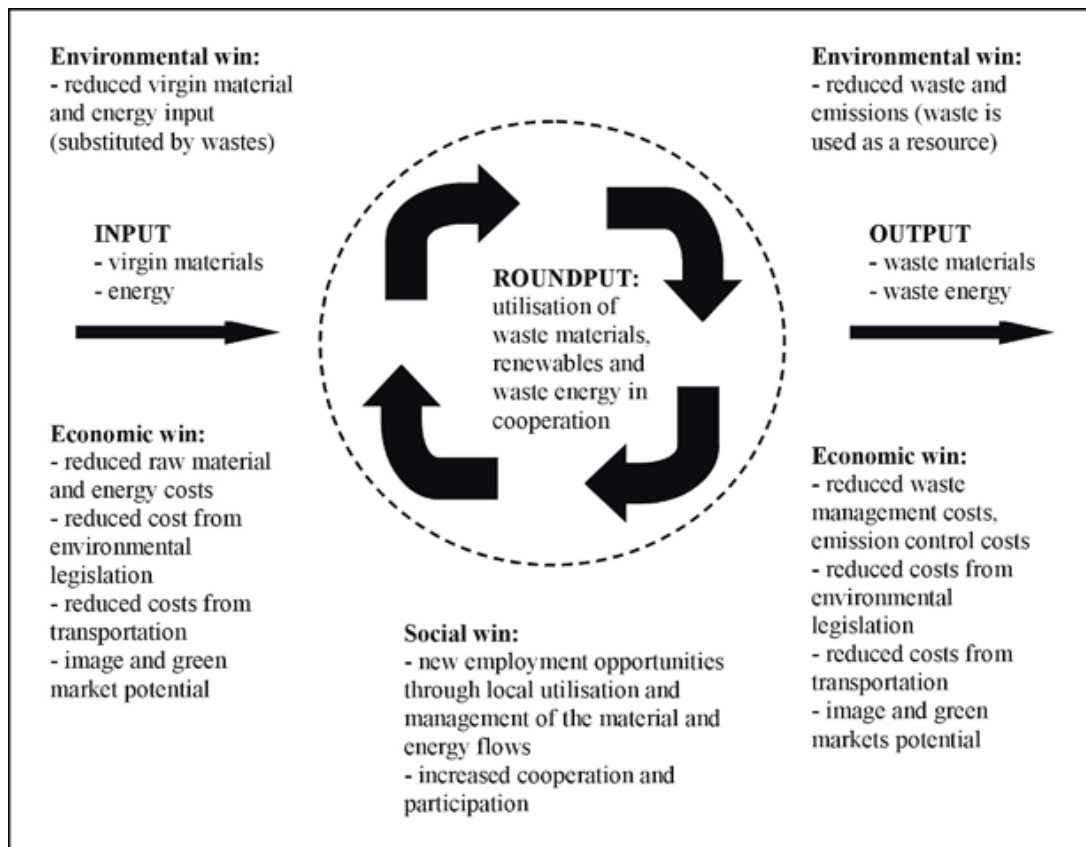 Environmental win:
- reduced virgin material
and energy input
(substituted by wastes)
Environmental win:
- reduced waste and
emissions (waste is
used as a resource)
INPUT
- virgin materials
- energy
ROUNDPUT:
utilisation of
waste materials,
renewables and
waste energy in
cooperation
OUTPUT
- waste materials
- waste energy
Economic win:
- reduced raw material
and energy costs
- reduced cost from
environmental
legislation
- reduced costs from
transportation
- image and green
market potential
Social win:
- new employment opportunities
through local utilisation and
management of the material and
energy flows
- increased cooperation and
participation
Economic win:
- reduced waste
management costs,
emission control costs
- reduced costs from
environmental
legislation
- reduced costs from
transportation
- image and green
markets potential